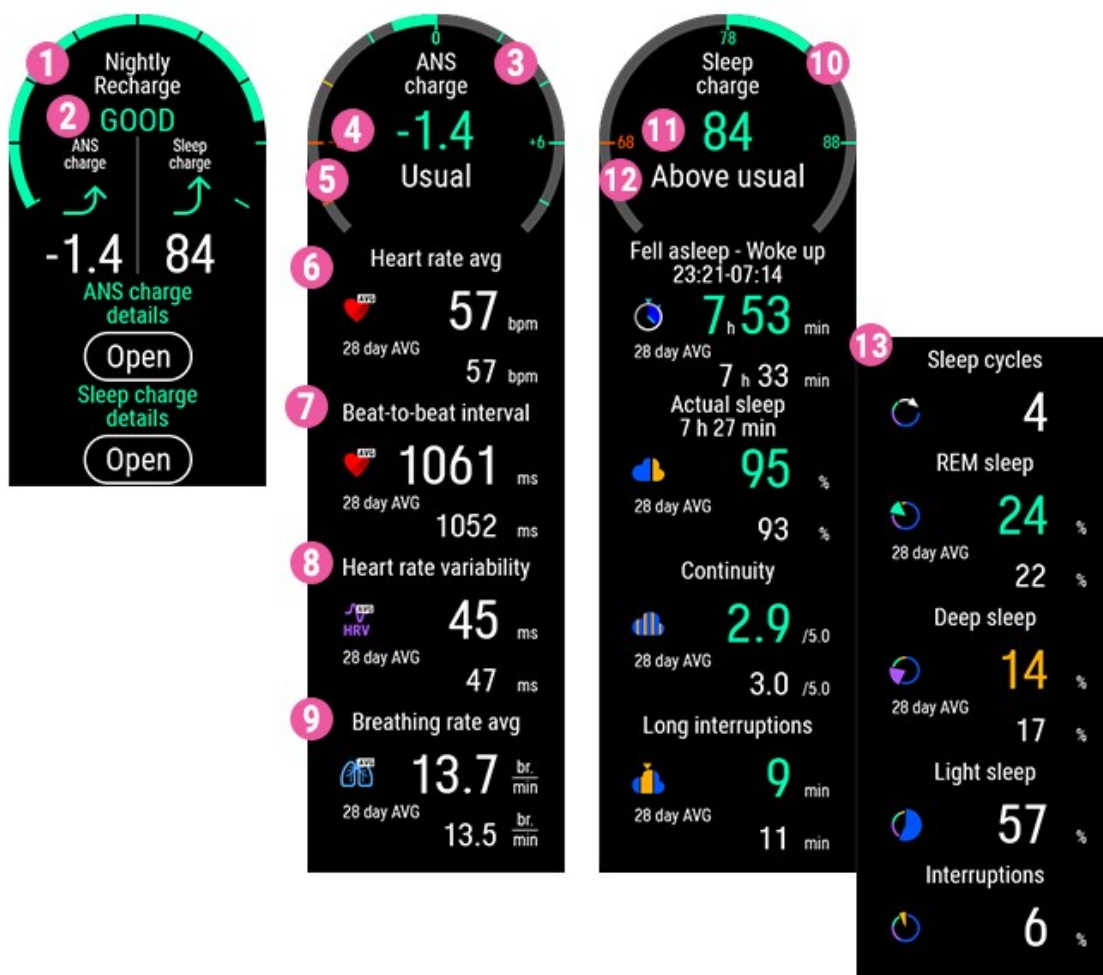 1
Nightly
Recharge
2
GOOD
ANS
charge
Sleep
charge
-1.4
84
ANS charge
details
Open
Sleep charge
details
Open
0
ANS
charge
3
4
-1.4
+6
5
Usual
6
Heart rate avg
AVG
57 bpm
28 day AVG
57 bpm
7
Beat-to-beat interval
AVG
1061 ms
28 day AVG
1052 ms
8
Heart rate variability
AVG
HRV
45 ms
28 day AVG
47 ms
9
Breathing rate avg
AVG
13.7 br.
min
28 day AVG
13.5 br.
min
78
Sleep
charge
10
68
11
84
88
12
Above usual
Fell asleep - Woke up
23:21-07:14
7 h 53 min
28 day AVG
7 h 33 min
Actual sleep
7 h 27 min
95 %
28 day AVG
93 %
Continuity
2.9 /5.0
28 day AVG
3.0 /5.0
Long interruptions
9 min
28 day AVG
11 min
13
Sleep cycles
4
REM sleep
24 %
28 day AVG
22 %
Deep sleep
14 %
28 day AVG
17 %
Light sleep
57 %
Interruptions
6 %